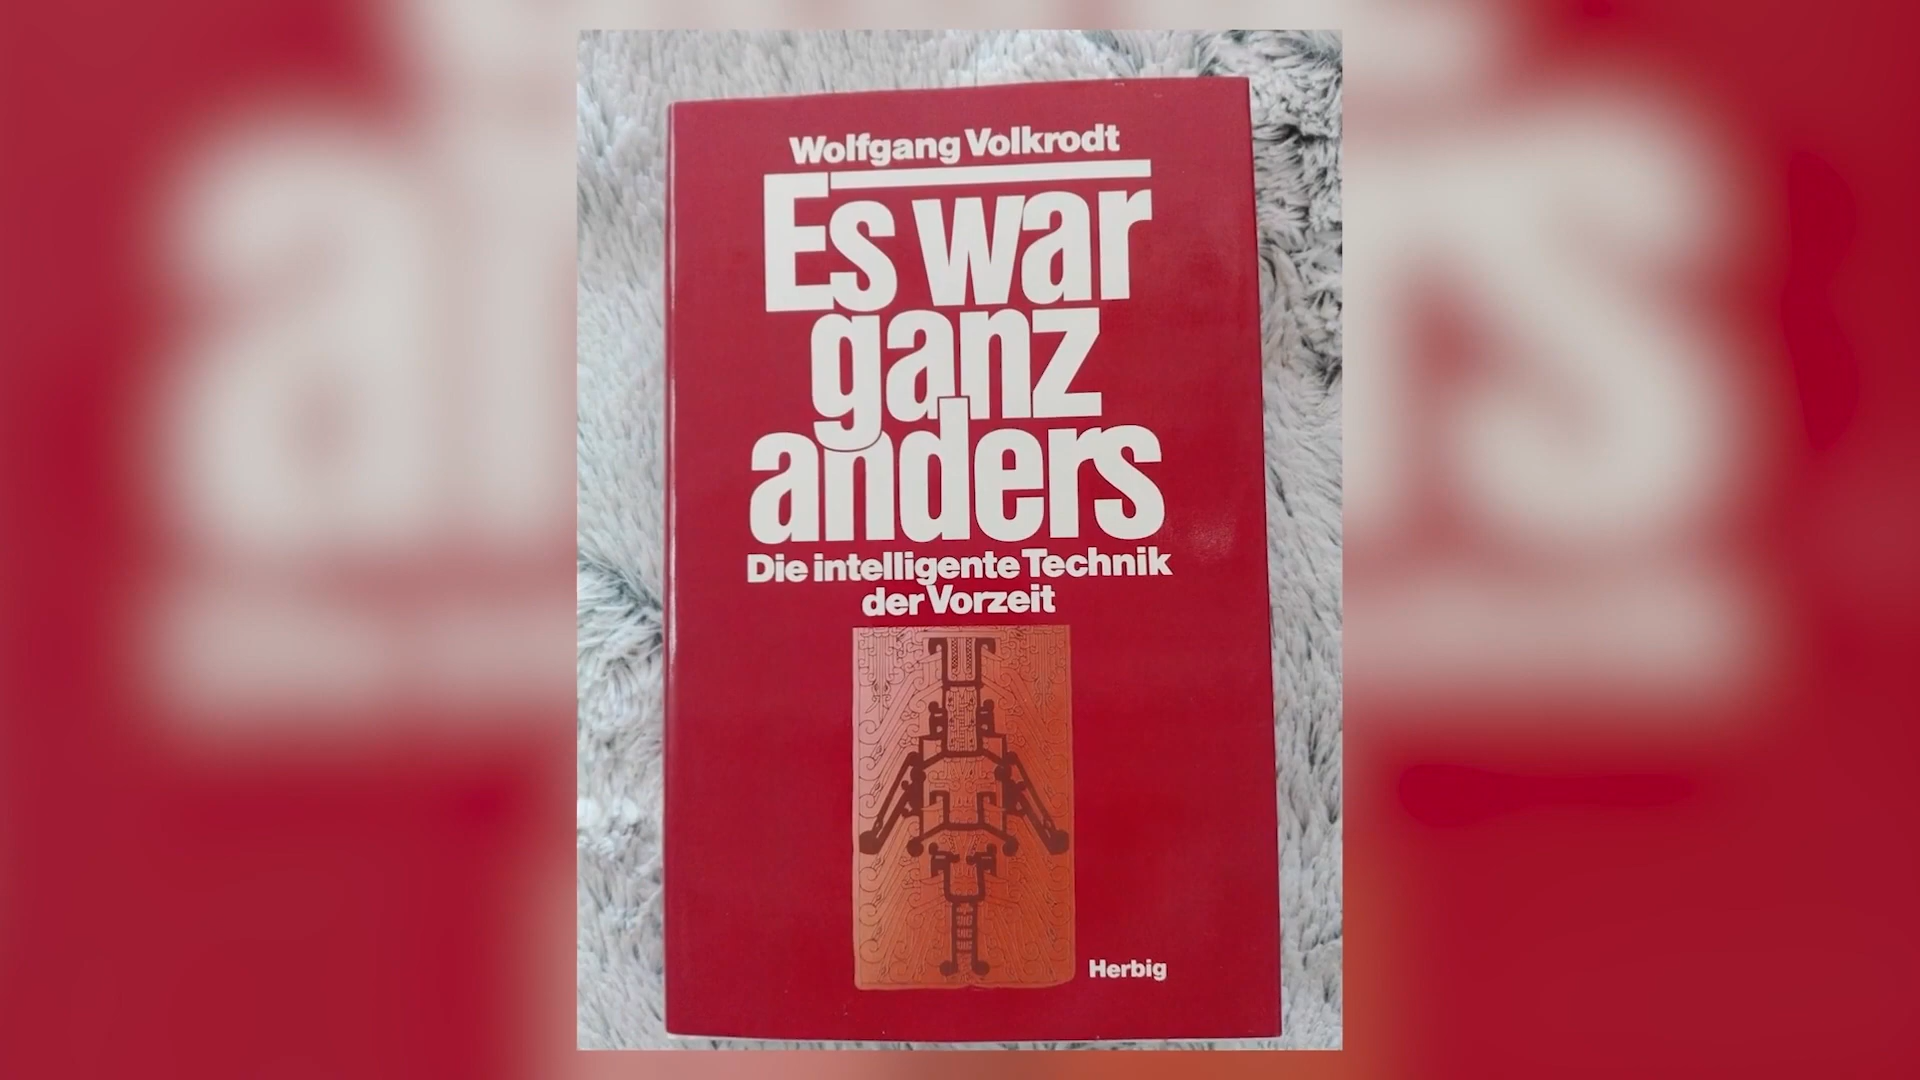 Wolfgang Volkrodt
Es war
ganz
anders
Die intelligente Technik
der Vorzeit
Herbig